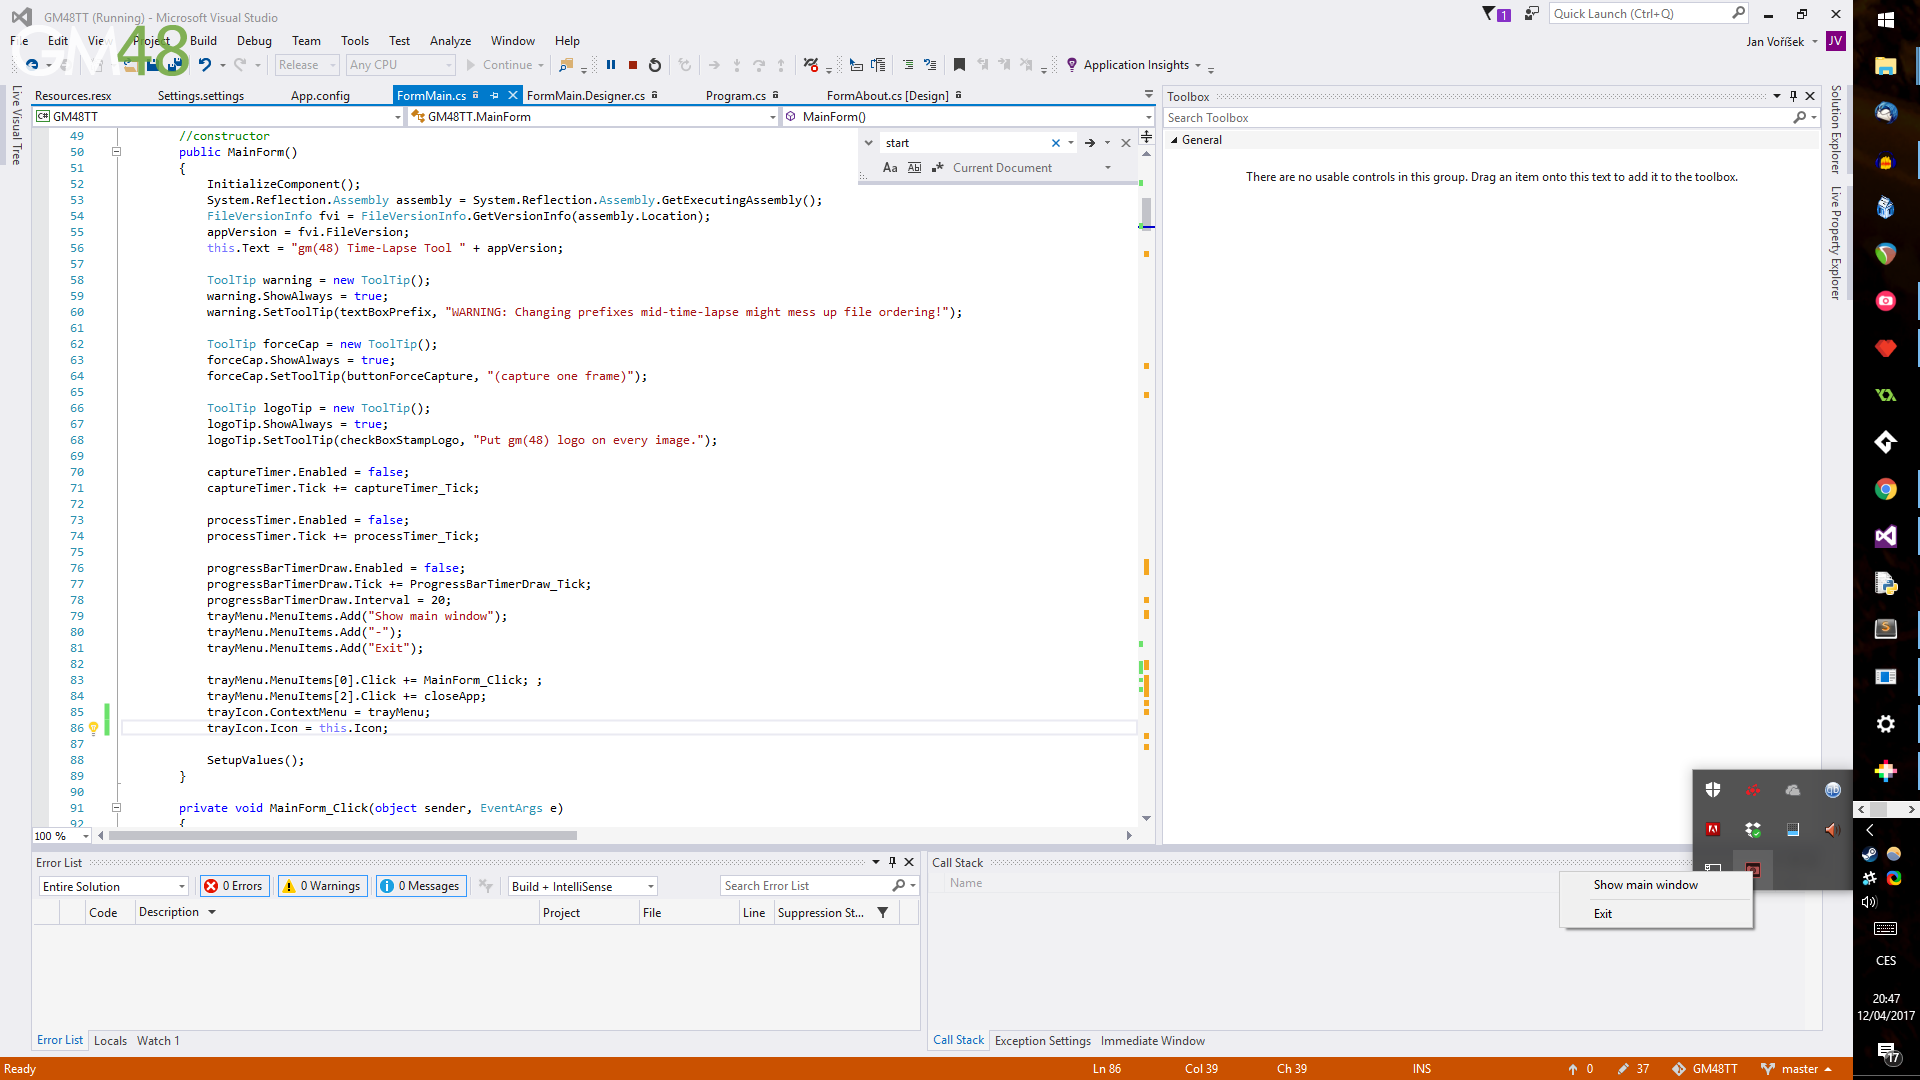 GM48TT (Running) - Microsoft Visual Studio
1
Quick Launch (Ctrl+Q)
File Edit View Project Build Debug Team Tools Test Analyze Window Help
Jan Voříšek JV
GM48
Release Any CPU Continue Application Insights
Resources.resx Settings.settings App.config FormMain.cs FormMain.Designer.cs Program.cs FormAbout.cs [Design]
C# GM48TT GM48TT.MainForm MainForm()
start
Aa Ab Current Document
49 //constructor
50 public MainForm()
51 {
52 InitializeComponent();
53 System.Reflection.Assembly assembly = System.Reflection.Assembly.GetExecutingAssembly();
54 FileVersionInfo fvi = FileVersionInfo.GetVersionInfo(assembly.Location);
55 appVersion = fvi.FileVersion;
56 this.Text = "gm(48) Time-Lapse Tool " + appVersion;
57
58 ToolTip warning = new ToolTip();
59 warning.ShowAlways = true;
60 warning.SetToolTip(textBoxPrefix, "WARNING: Changing prefixes mid-time-lapse might mess up file ordering!");
61
62 ToolTip forceCap = new ToolTip();
63 forceCap.ShowAlways = true;
64 forceCap.SetToolTip(buttonForceCapture, "(capture one frame)");
65
66 ToolTip logoTip = new ToolTip();
67 logoTip.ShowAlways = true;
68 logoTip.SetToolTip(checkBoxStampLogo, "Put gm(48) logo on every image.");
69
70 captureTimer.Enabled = false;
71 captureTimer.Tick += captureTimer_Tick;
72
73 processTimer.Enabled = false;
74 processTimer.Tick += processTimer_Tick;
75
76 progressBarTimerDraw.Enabled = false;
77 progressBarTimerDraw.Tick += ProgressBarTimerDraw_Tick;
78 progressBarTimerDraw.Interval = 20;
79 trayMenu.MenuItems.Add("Show main window");
80 trayMenu.MenuItems.Add("-");
81 trayMenu.MenuItems.Add("Exit");
82
83 trayMenu.MenuItems[0].Click += MainForm_Click; ;
84 trayMenu.MenuItems[2].Click += closeApp;
85 trayIcon.ContextMenu = trayMenu;
86 trayIcon.Icon = this.Icon;
87
88 SetupValues();
89 }
90
91 private void MainForm_Click(object sender, EventArgs e)
92 {
100 %
Live Visual Tree
Toolbox
Search Toolbox
General
There are no usable controls in this group. Drag an item onto this text to add it to the toolbox.
Solution Explorer
Live Property Explorer
Error List
Entire Solution 0 Errors 0 Warnings 0 Messages Build + IntelliSense Search Error List
Code Description Project File Line Suppression St...
Error List Locals Watch 1
Call Stack
Name
Call Stack Exception Settings Immediate Window
Show main window
Exit
CES
20:47
12/04/2017
17
Ready Ln 86 Col 39 Ch 39 INS 0 37 GM48TT master